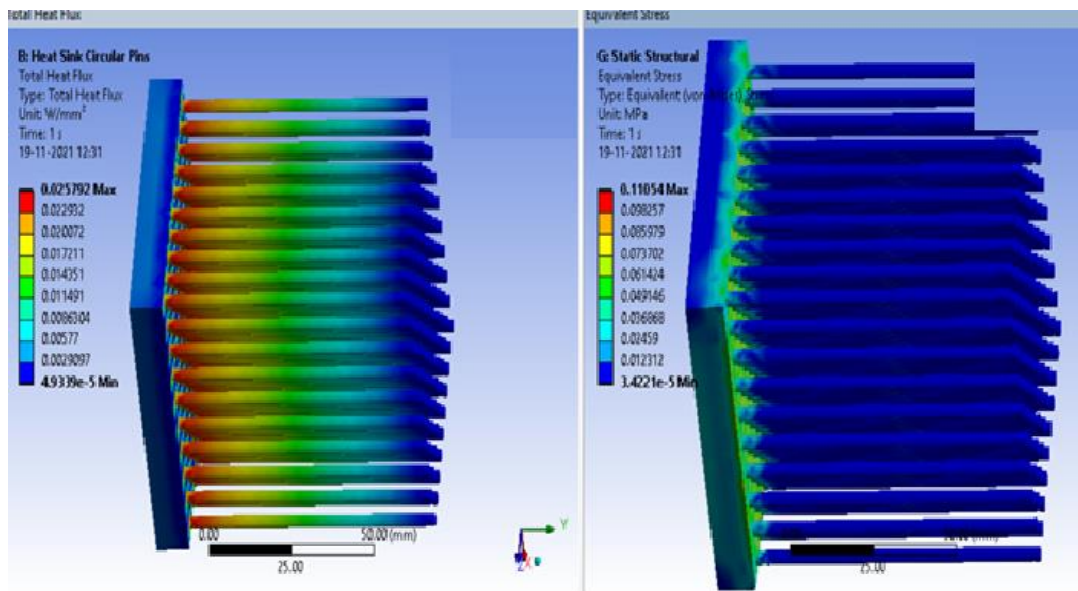 Total Heat Flux
B: Heat Sink Circular Pins
Total Heat Flux
Type: Total Heat Flux
Unit: W/mm²
Time: 1 s
19-11-2021 12:31
0.025792 Max
0.022932
0.020072
0.017211
0.014351
0.011491
0.0086304
0.00577
0.0029097
4.9339e-5 Min
0.00
50.00 (mm)
25.00
Y
Z
X
Equivalent Stress
G: Static Structural
Equivalent Stress
Type: Equivalent
Unit: MPa
Time: 1 s
19-11-2021 12:31
0.11054 Max
0.098257
0.085979
0.073702
0.061424
0.049146
0.036868
0.02459
0.012312
3.4221e-5 Min
(mm)
25.00